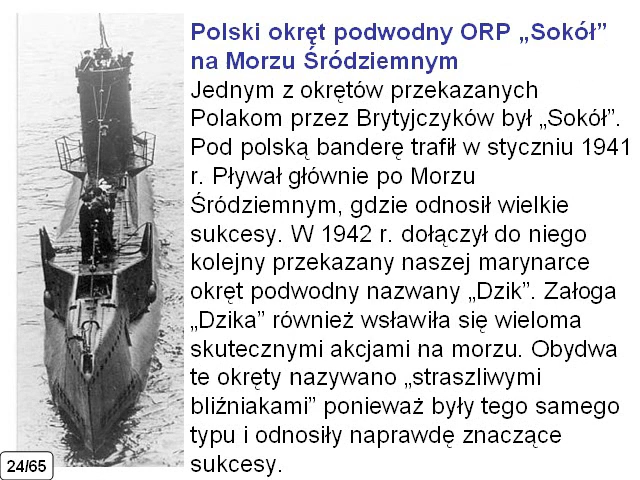 Polski okręt podwodny ORP „Sokół”
na Morzu Śródziemnym
Jednym z okrętów przekazanych
Polakom przez Brytyjczyków był „Sokół”.
Pod polską banderę trafił w styczniu 1941
r. Pływał głównie po Morzu
Śródziemnym, gdzie odnosił wielkie
sukcesy. W 1942 r. dołączył do niego
kolejny przekazany naszej marynarce
okręt podwodny nazwany „Dzik”. Załoga
„Dzika” również wsławiła się wieloma
skutecznymi akcjami na morzu. Obydwa
te okręty nazywano „straszliwymi
bliźniakami” ponieważ były tego samego
typu i odnosiły naprawdę znaczące
sukcesy.
24/65